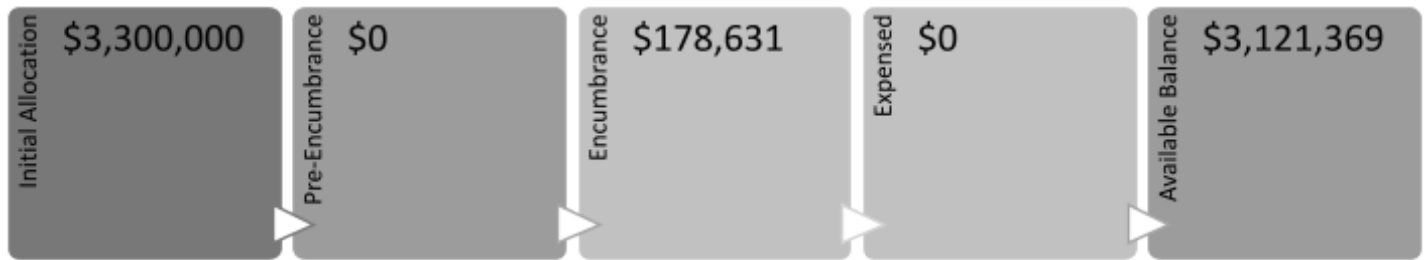 Initial Allocation
$3,300,000
Pre-Encumbrance
$0
Encumbrance
$178,631
Expensed
$0
Available Balance
$3,121,369